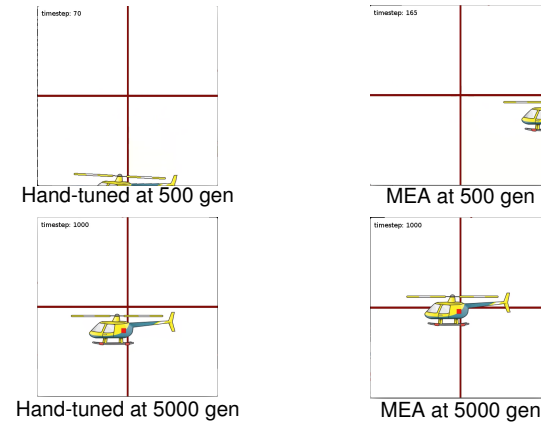 timestep: 70
timestep: 165
Hand-tuned at 500 gen
MEA at 500 gen
timestep: 1000
timestep: 1000
Hand-tuned at 5000 gen
MEA at 5000 gen